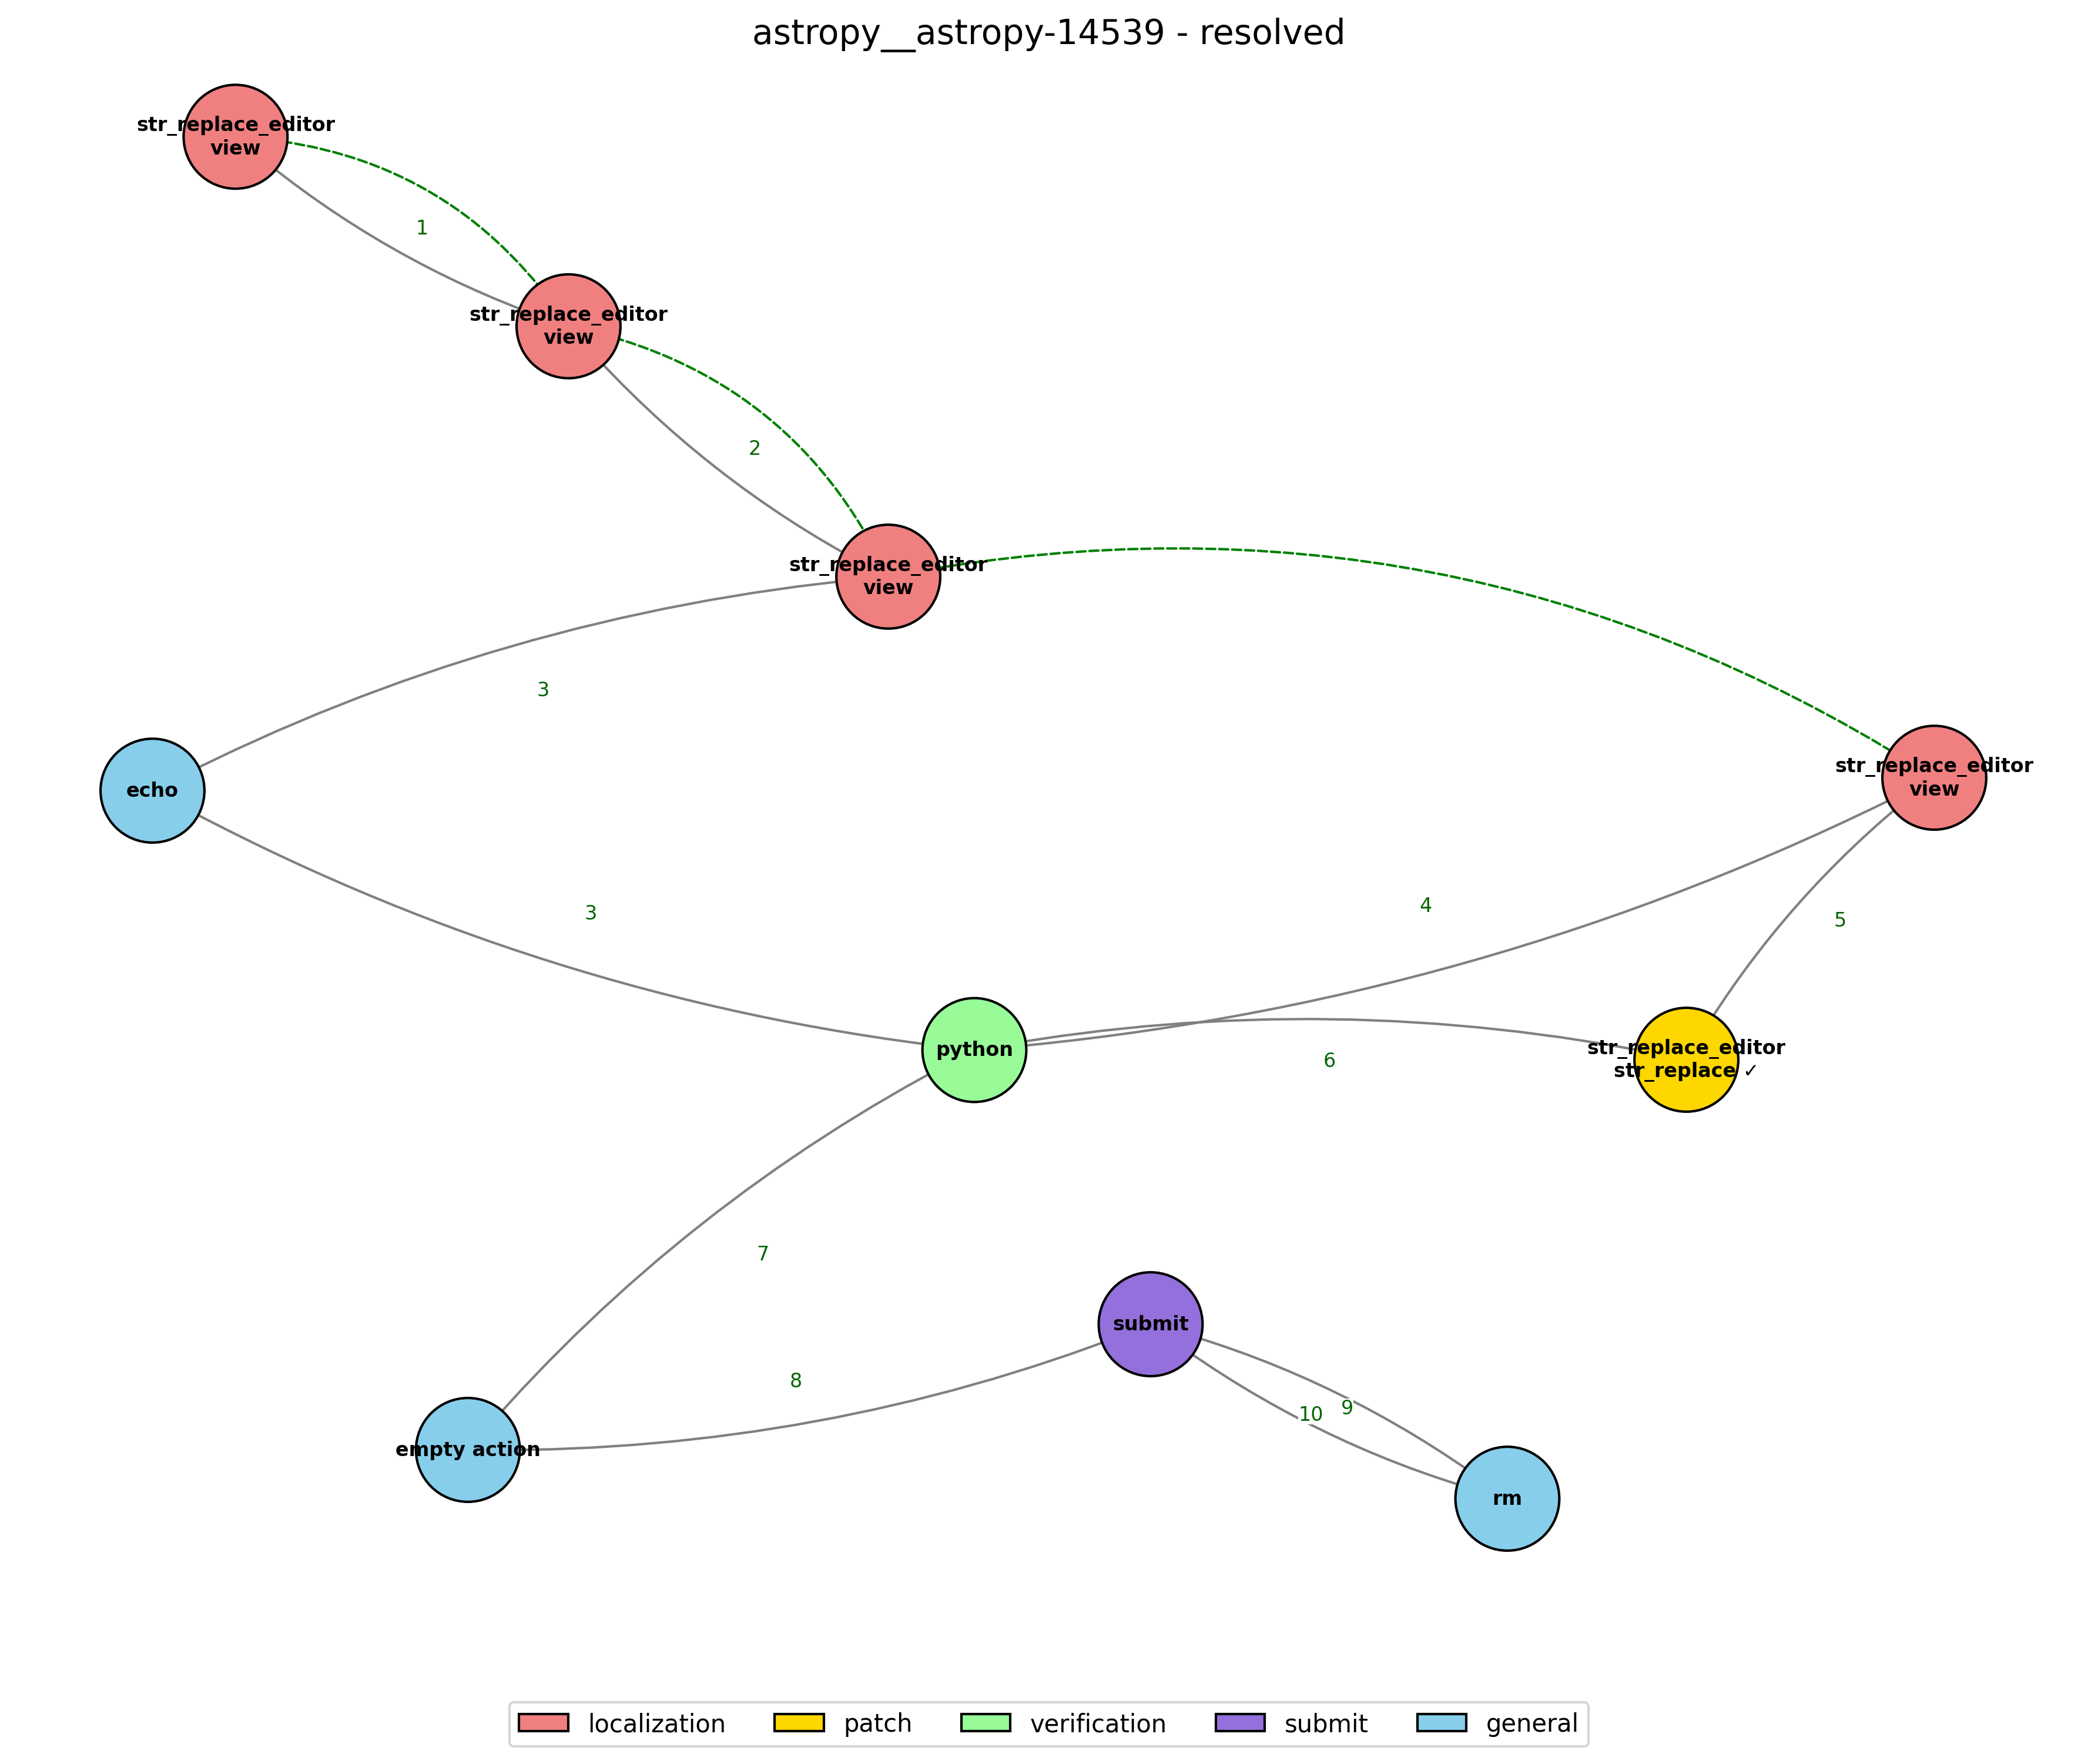 astropy__astropy-14539 - resolved
str_replace_editor
view
1
str_replace_editor
view
2
str_replace_editor
view
3
str_replace_editor
view
echo
3
4
5
python
6
str_replace_editor
str_replace ✓
7
submit
8
10
9
empty action
rm
localization
patch
verification
submit
general